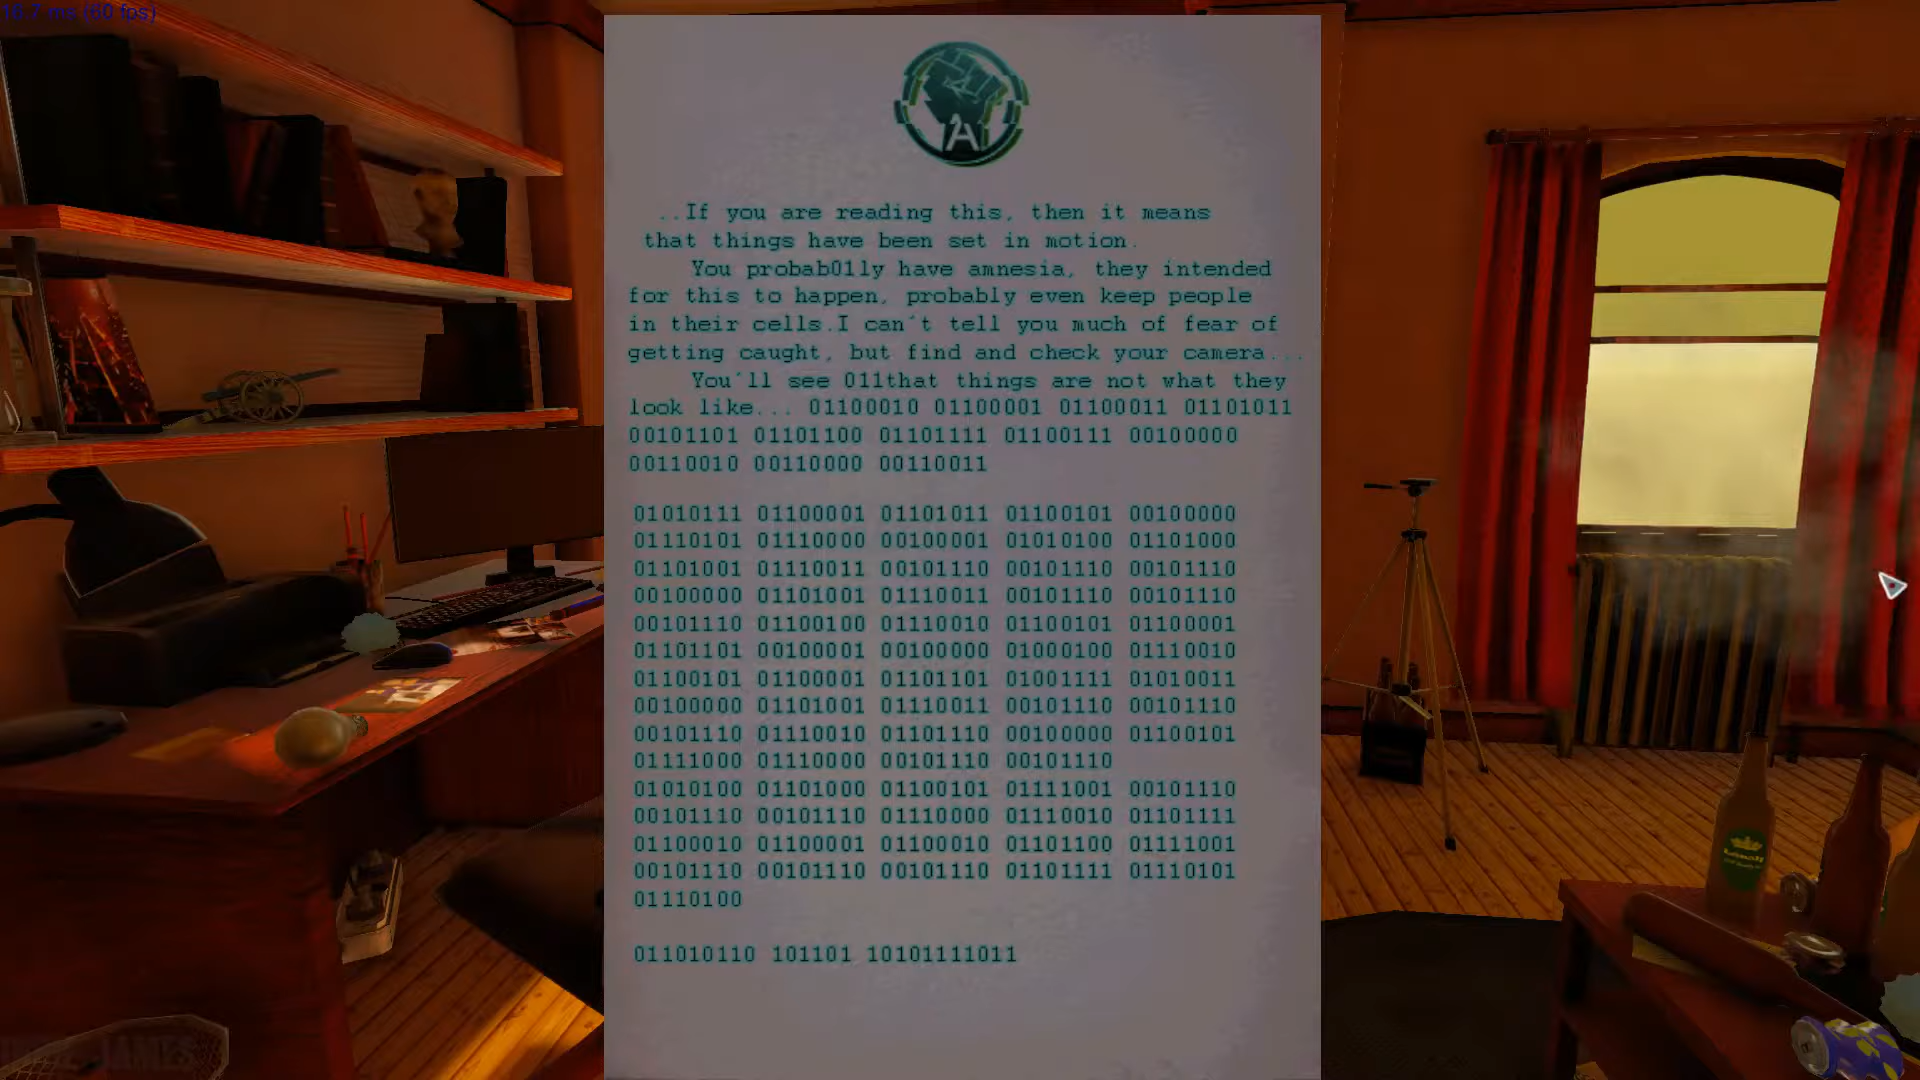 16.7 ms (60 fps)
A
..If you are reading this, then it means
that things have been set in motion.
You probab01ly have amnesia, they intended
for this to happen, probably even keep people
in their cells.I can't tell you much of fear of
getting caught, but find and check your camera...
You'll see 011that things are not what they
look like... 01100010 01100001 01100011 01101011
00101101 01101100 01101111 01100111 00100000
00110010 00110000 00110011
01010111 01100001 01101011 01100101 00100000
01110101 01110000 00100001 01010100 01101000
01101001 01110011 00101110 00101110 00101110
00100000 01101001 01110011 00101110 00101110
00101110 01100100 01110010 01100101 01100001
01101101 00100001 00100000 01000100 01110010
01100101 01100001 01101101 01001111 01010011
00100000 01101001 01110011 00101110 00101110
00101110 01110010 01101110 00100000 01100101
01111000 01110000 00101110 00101110
01010100 01101000 01100101 01111001 00101110
00101110 00101110 01110000 01110010 01101111
01100010 01100001 01100010 01101100 01111001
00101110 00101110 00101110 01101111 01110101
01110100
011010110 101101 10101111011
JAMES